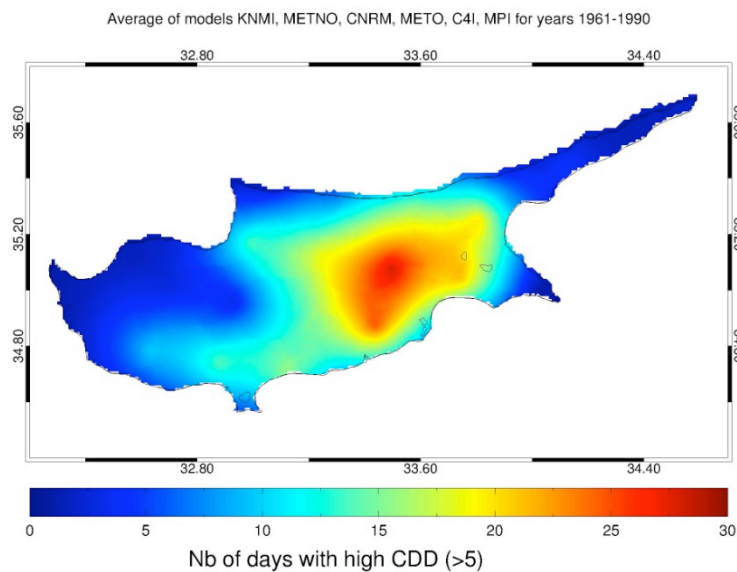 Average of models KNMI, METNO, CNRM, METO, C4I, MPI for years 1961-1990
32.80 33.60 34.40
35.60
35.20
34.80
32.80 33.60 34.40
0 5 10 15 20 25 30
Nb of days with high CDD (>5)